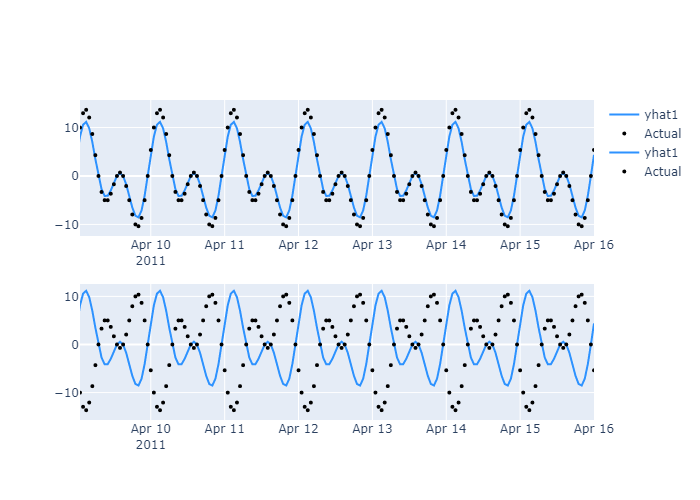 10
0
−10
Apr 10
2011
Apr 11
Apr 12
Apr 13
Apr 14
Apr 15
Apr 16
yhat1
Actual
yhat1
Actual
10
0
−10
Apr 10
2011
Apr 11
Apr 12
Apr 13
Apr 14
Apr 15
Apr 16